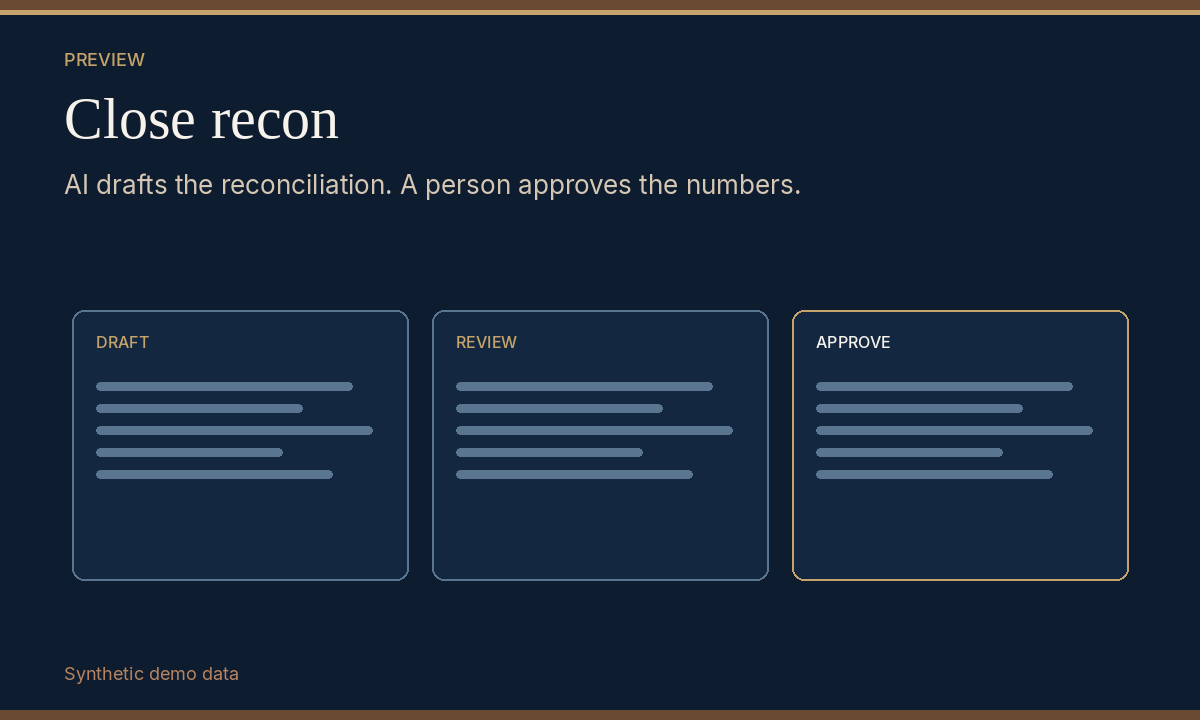 PREVIEW
Close recon
AI drafts the reconciliation. A person approves the numbers.
DRAFT
REVIEW
APPROVE
Synthetic demo data